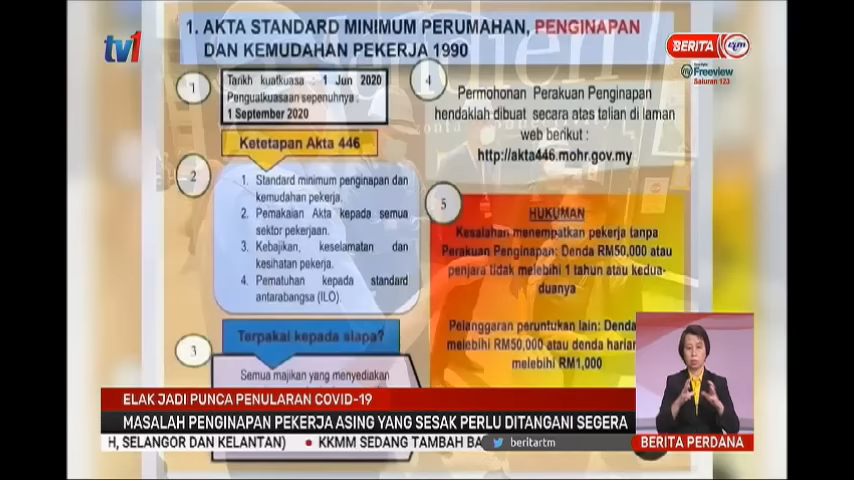 tv1
BERITA rtm
Freeview
Saluran 123
1. AKTA STANDARD MINIMUM PERUMAHAN, PENGINAPAN
DAN KEMUDAHAN PEKERJA 1990
1
Tarikh kuatkuasa : 1 Jun 2020
Penguatkuasaan sepenuhnya :
1 September 2020
Ketetapan Akta 446
2
1. Standard minimum penginapan dan
kemudahan pekerja.
2. Pemakaian Akta kepada semua
sektor pekerjaan.
3. Kebajikan, keselamatan dan
kesihatan pekerja.
4. Pematuhan kepada standard
antarabangsa (ILO).
3
Terpakai kepada siapa?
Semua majikan yang menyediakan
4
Permohonan Perakuan Penginapan
hendaklah dibuat secara atas talian di laman
web berikut :
http://akta446.mohr.gov.my
5
HUKUMAN
Kesalahan menempatkan pekerja tanpa
Perakuan Penginapan: Denda RM50,000 atau
penjara tidak melebihi 1 tahun atau kedua-
duanya
Pelanggaran peruntukan lain: Denda
melebihi RM50,000 atau denda harian
melebihi RM1,000
ELAK JADI PUNCA PENULARAN COVID-19
MASALAH PENGINAPAN PEKERJA ASING YANG SESAK PERLU DITANGANI SEGERA
H, SELANGOR DAN KELANTAN) • KKMM SEDANG TAMBAH BA
beritartm
BERITA PERDANA